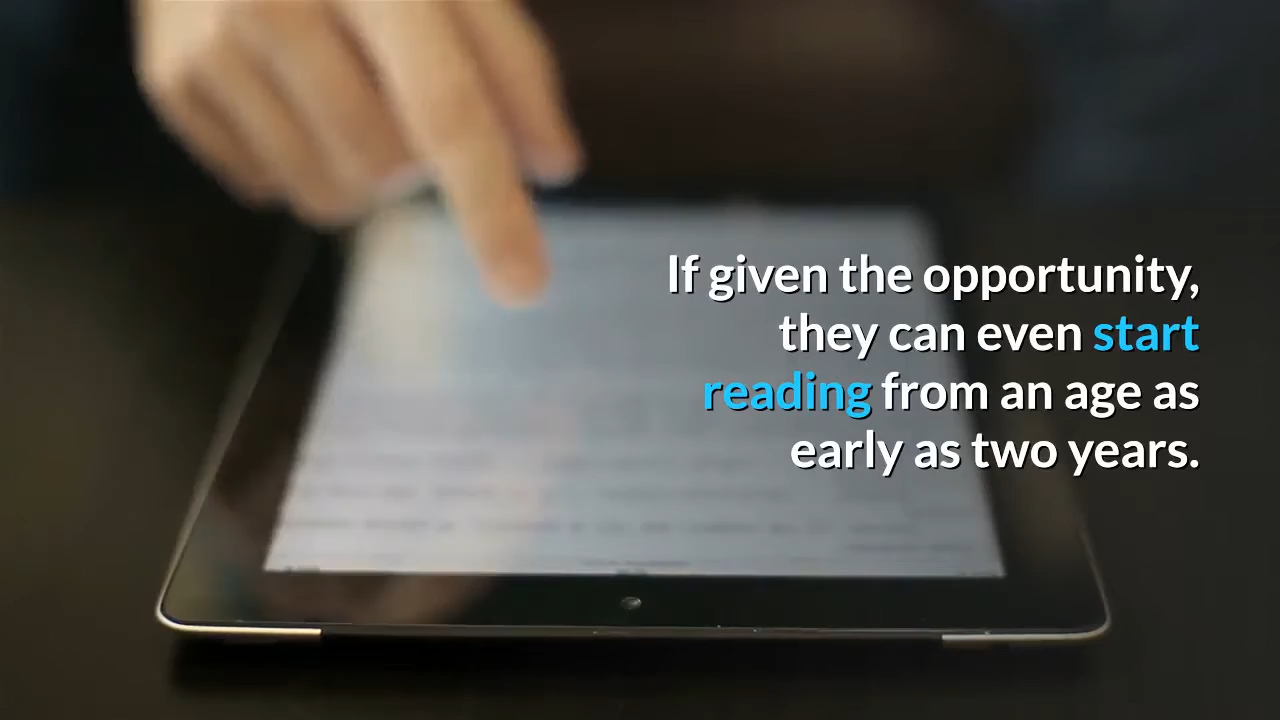 If given the opportunity,
they can even start
reading from an age as
early as two years.